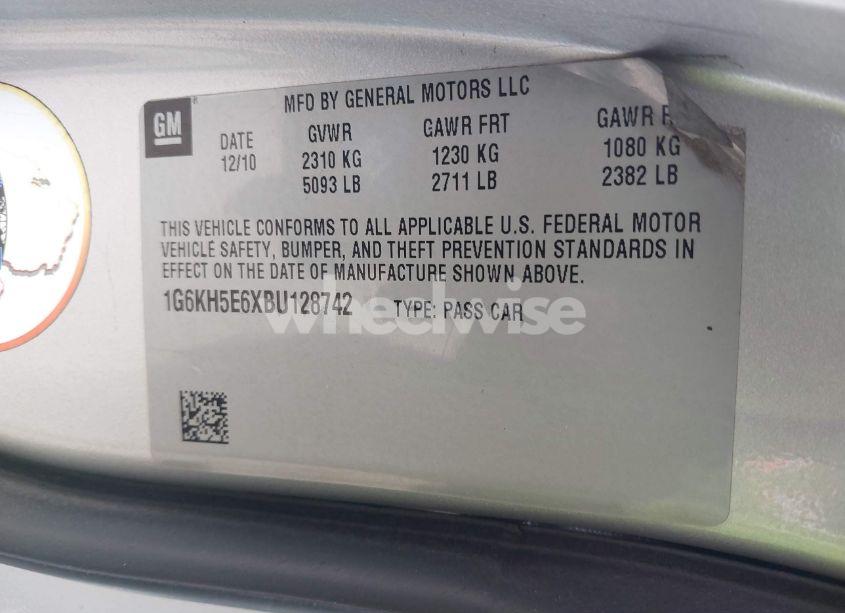 MFD BY GENERAL MOTORS LLC
GM
DATE GVWR GAWR FRT GAWR
12/10 2310 KG 1230 KG 1080 KG
5093 LB 2711 LB 2382 LB
THIS VEHICLE CONFORMS TO ALL APPLICABLE U.S. FEDERAL MOTOR
VEHICLE SAFETY, BUMPER, AND THEFT PREVENTION STANDARDS IN
EFFECT ON THE DATE OF MANUFACTURE SHOWN ABOVE.
1G6KH5E6XBU128742 TYPE: PASS CAR
wheelwise